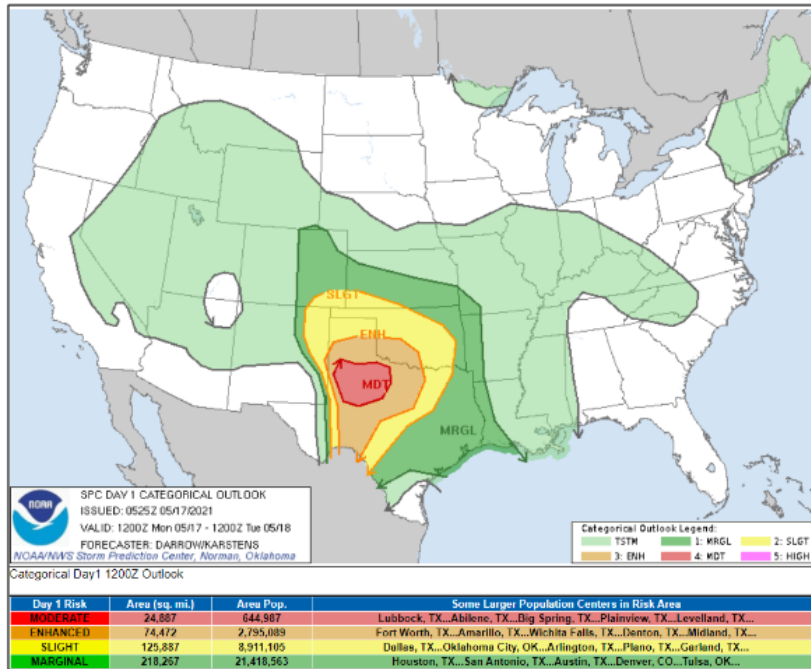 SLGT
ENH
MDT
MRGL
NOAA
SPC DAY 1 CATEGORICAL OUTLOOK
ISSUED: 0525Z 05/17/2021
VALID: 1200Z Mon 05/17 - 1200Z Tue 05/18
FORECASTER: DARROW/KARSTENS
NOAA/NWS Storm Prediction Center, Norman, Oklahoma
Categorical Outlook Legend:
TSTM 1: MRGL 2: SLGT
3: ENH 4: MDT 5: HIGH
Categorical Day1 1200Z Outlook
Day 1 Risk Area (sq. mi.) Area Pop. Some Larger Population Centers in Risk Area
MODERATE 24,887 644,987 Lubbock, TX...Abilene, TX...Big Spring, TX...Plainview, TX...Levelland, TX...
ENHANCED 74,472 2,795,089 Fort Worth, TX...Amarillo, TX...Wichita Falls, TX...Denton, TX...Midland, TX...
SLIGHT 125,887 8,911,105 Dallas, TX...Oklahoma City, OK...Arlington, TX...Plano, TX...Garland, TX...
MARGINAL 218,267 21,418,563 Houston, TX...San Antonio, TX...Austin, TX...Denver, CO...Tulsa, OK...